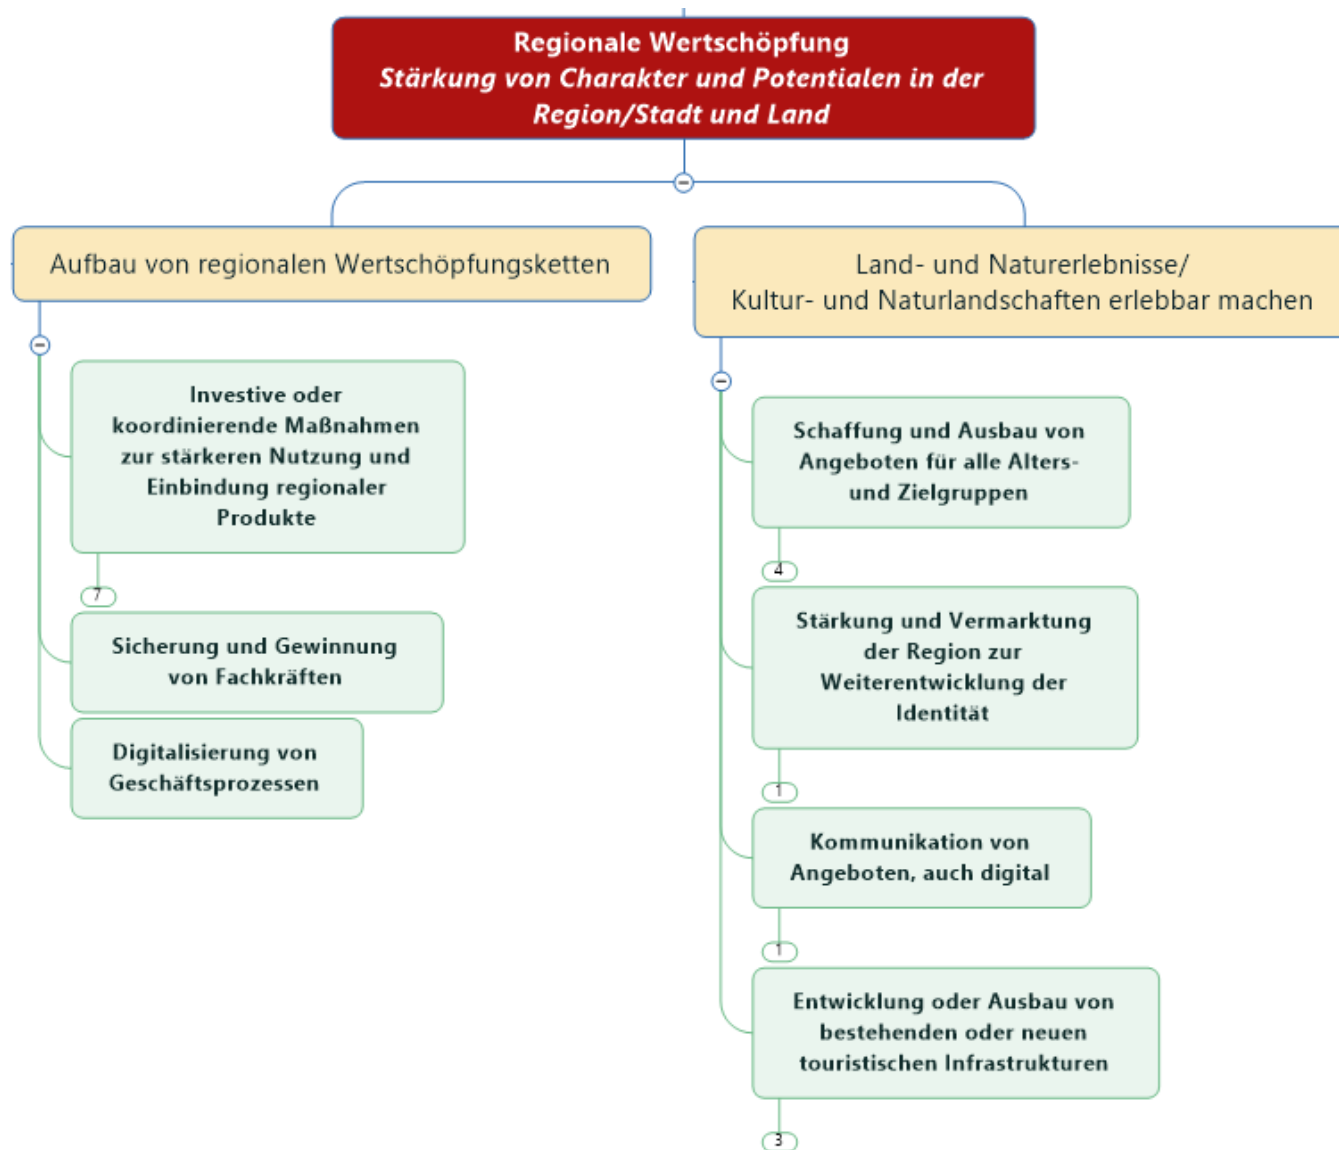 Regionale Wertschöpfung
Stärkung von Charakter und Potentialen in der
Region/Stadt und Land
Aufbau von regionalen Wertschöpfungsketten
Investive oder
koordinierende Maßnahmen
zur stärkeren Nutzung und
Einbindung regionaler
Produkte
7
Sicherung und Gewinnung
von Fachkräften
Digitalisierung von
Geschäftsprozessen
Land- und Naturerlebnisse/
Kultur- und Naturlandschaften erlebbar machen
Schaffung und Ausbau von
Angeboten für alle Alters-
und Zielgruppen
4
Stärkung und Vermarktung
der Region zur
Weiterentwicklung der
Identität
1
Kommunikation von
Angeboten, auch digital
1
Entwicklung oder Ausbau von
bestehenden oder neuen
touristischen Infrastrukturen
3